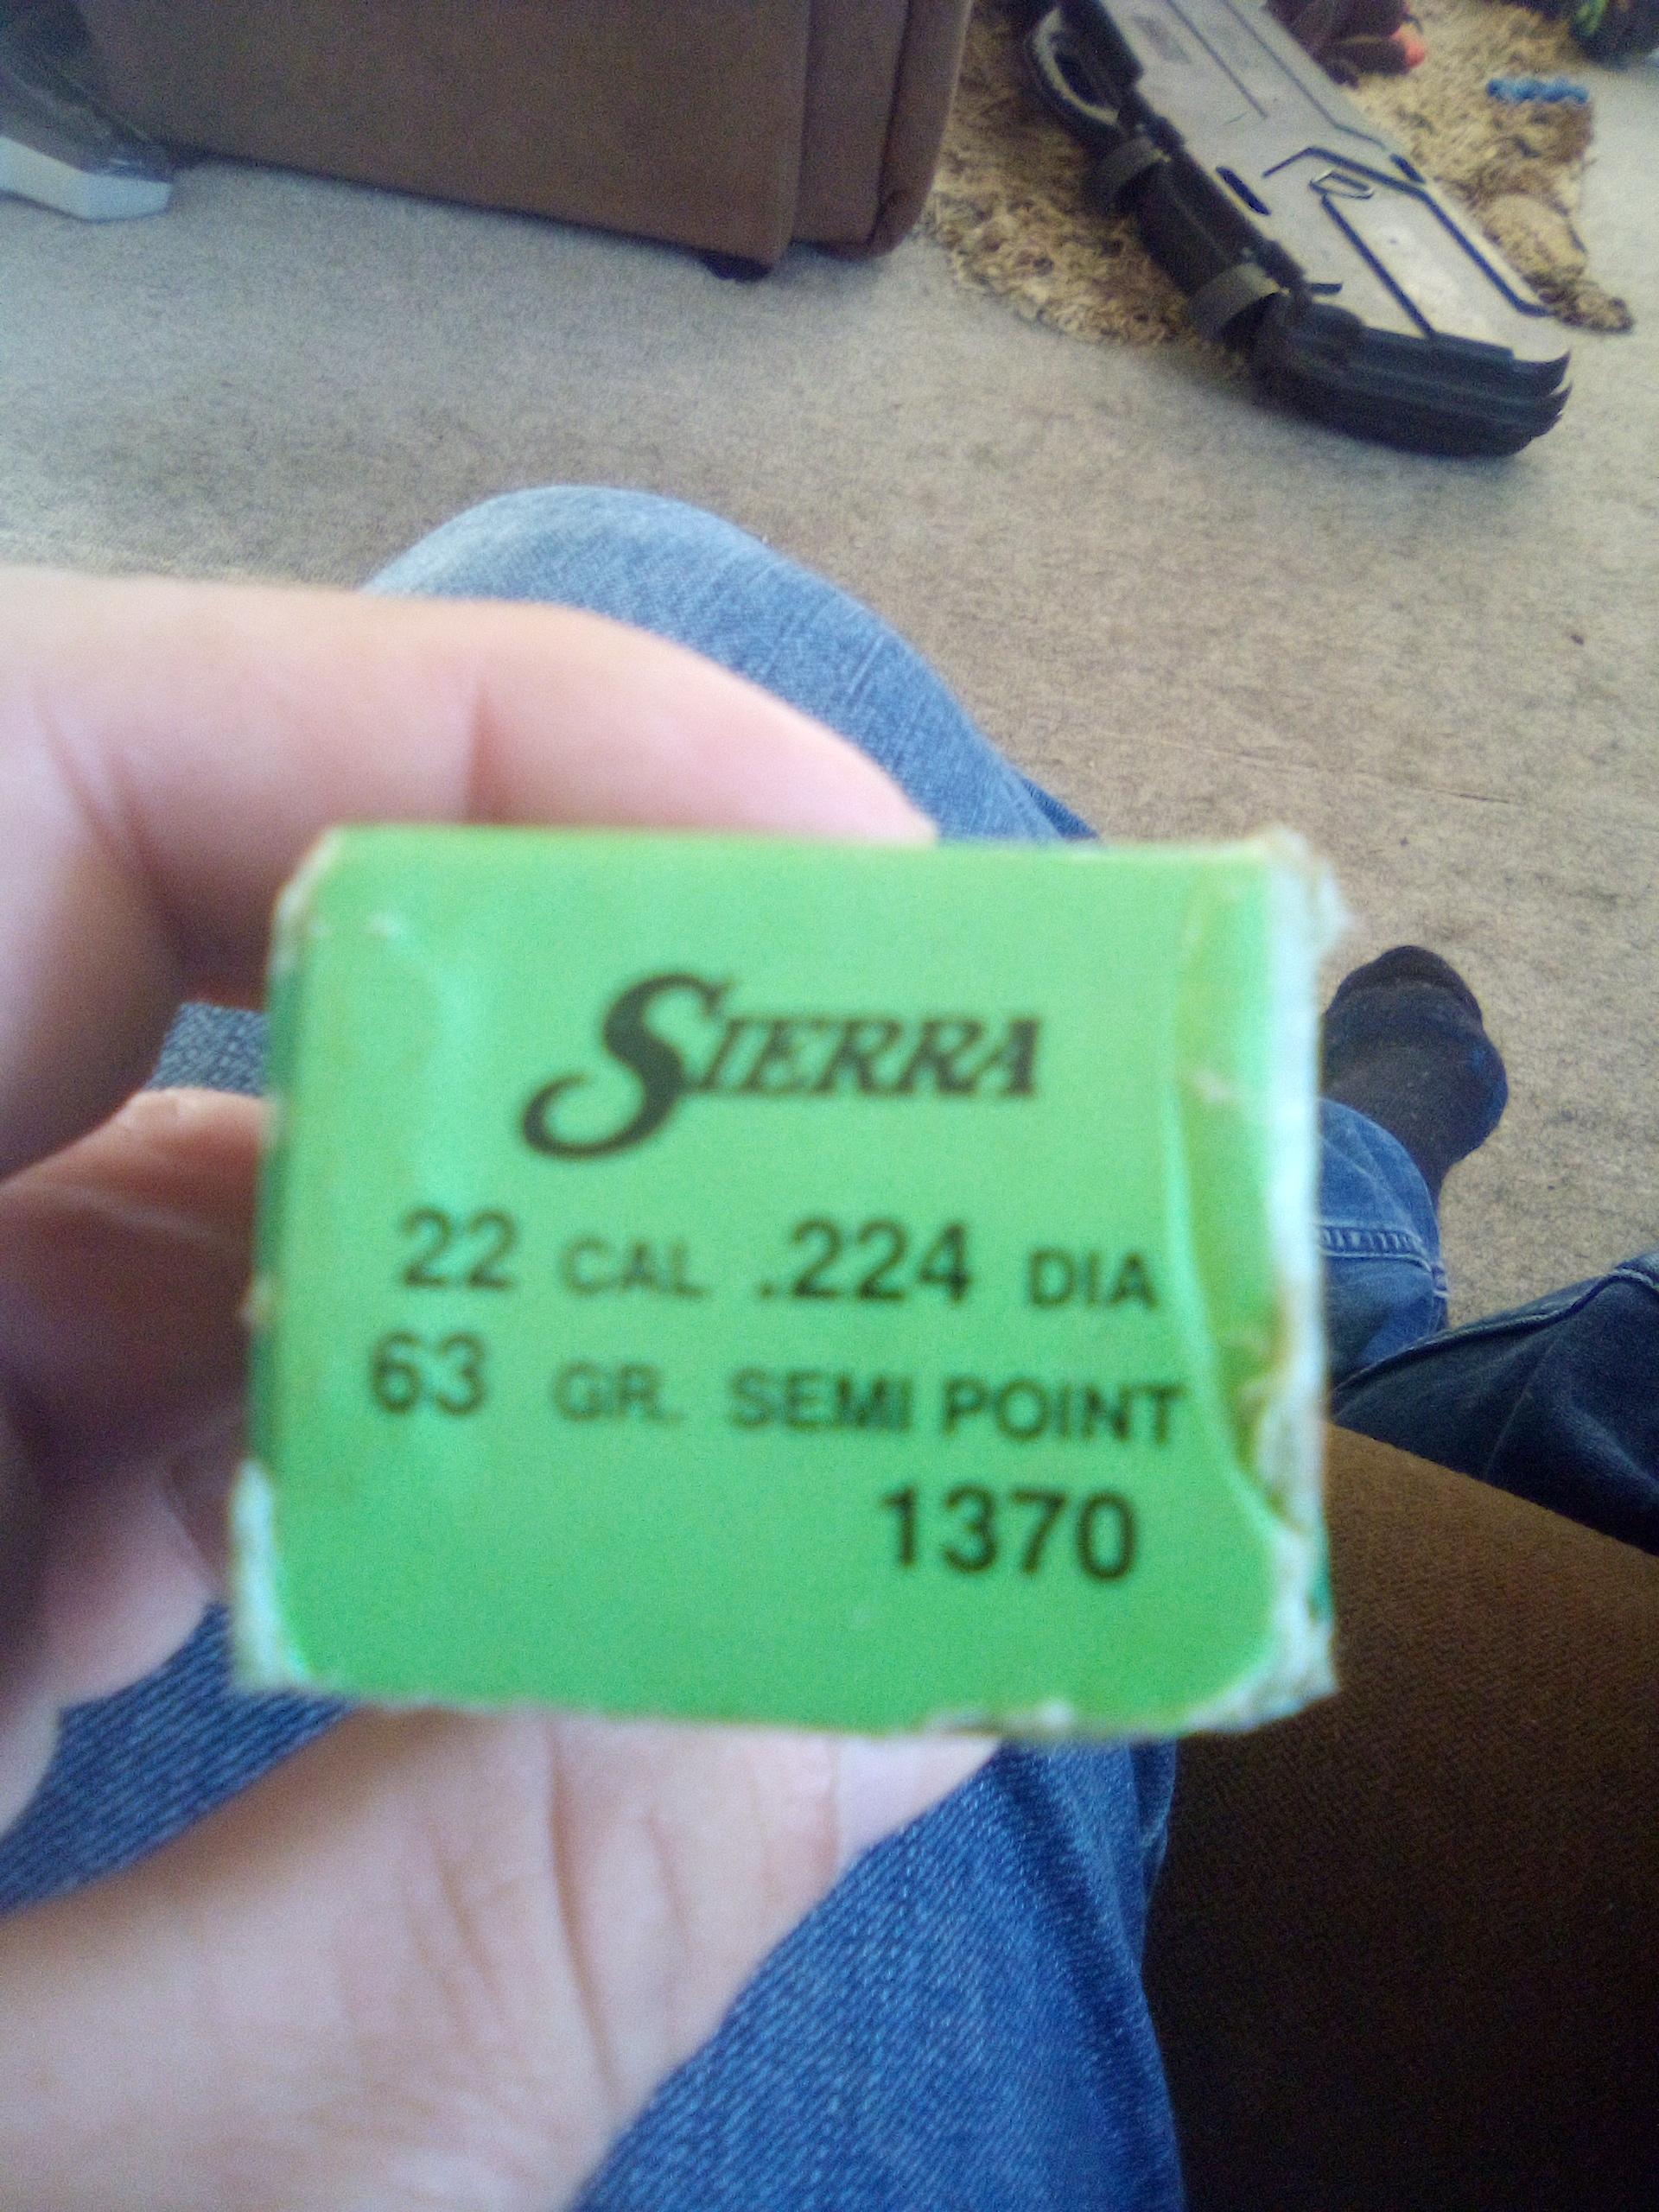 SIERRA
22 CAL .224 DIA
63 GR. SEMI POINT
1370